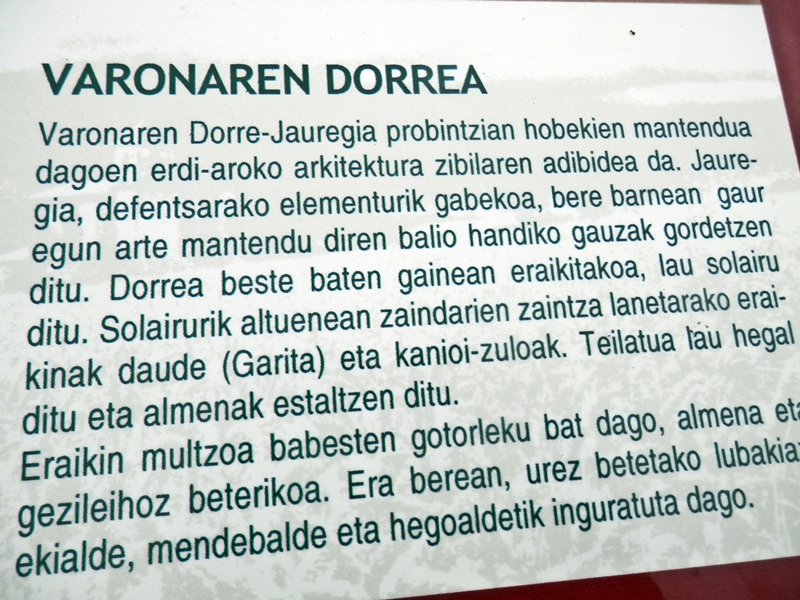 VARONAREN DORREA
Varonaren Dorre-Jauregia probintzian hobekien mantendua
dagoen erdi-aroko arkitektura zibilaren adibidea da. Jaure-
gia, defentsarako elementurik gabekoa, bere barnean gaur
egun arte mantendu diren balio handiko gauzak gordetzen
ditu. Dorrea beste baten gainean eraikitakoa, lau solairu
ditu. Solairurik altuenean zaindarien zaintza lanetarako erai-
kinak daude (Garita) eta kanioi-zuloak. Teilatua lau hegal
ditu eta almenak estaltzen ditu.
Eraikin multzoa babesten gotorleku bat dago, almena eta
gezileihoz beterikoa. Era berean, urez betetako lubakiaz
ekialde, mendebalde eta hegoaldetik inguratuta dago.